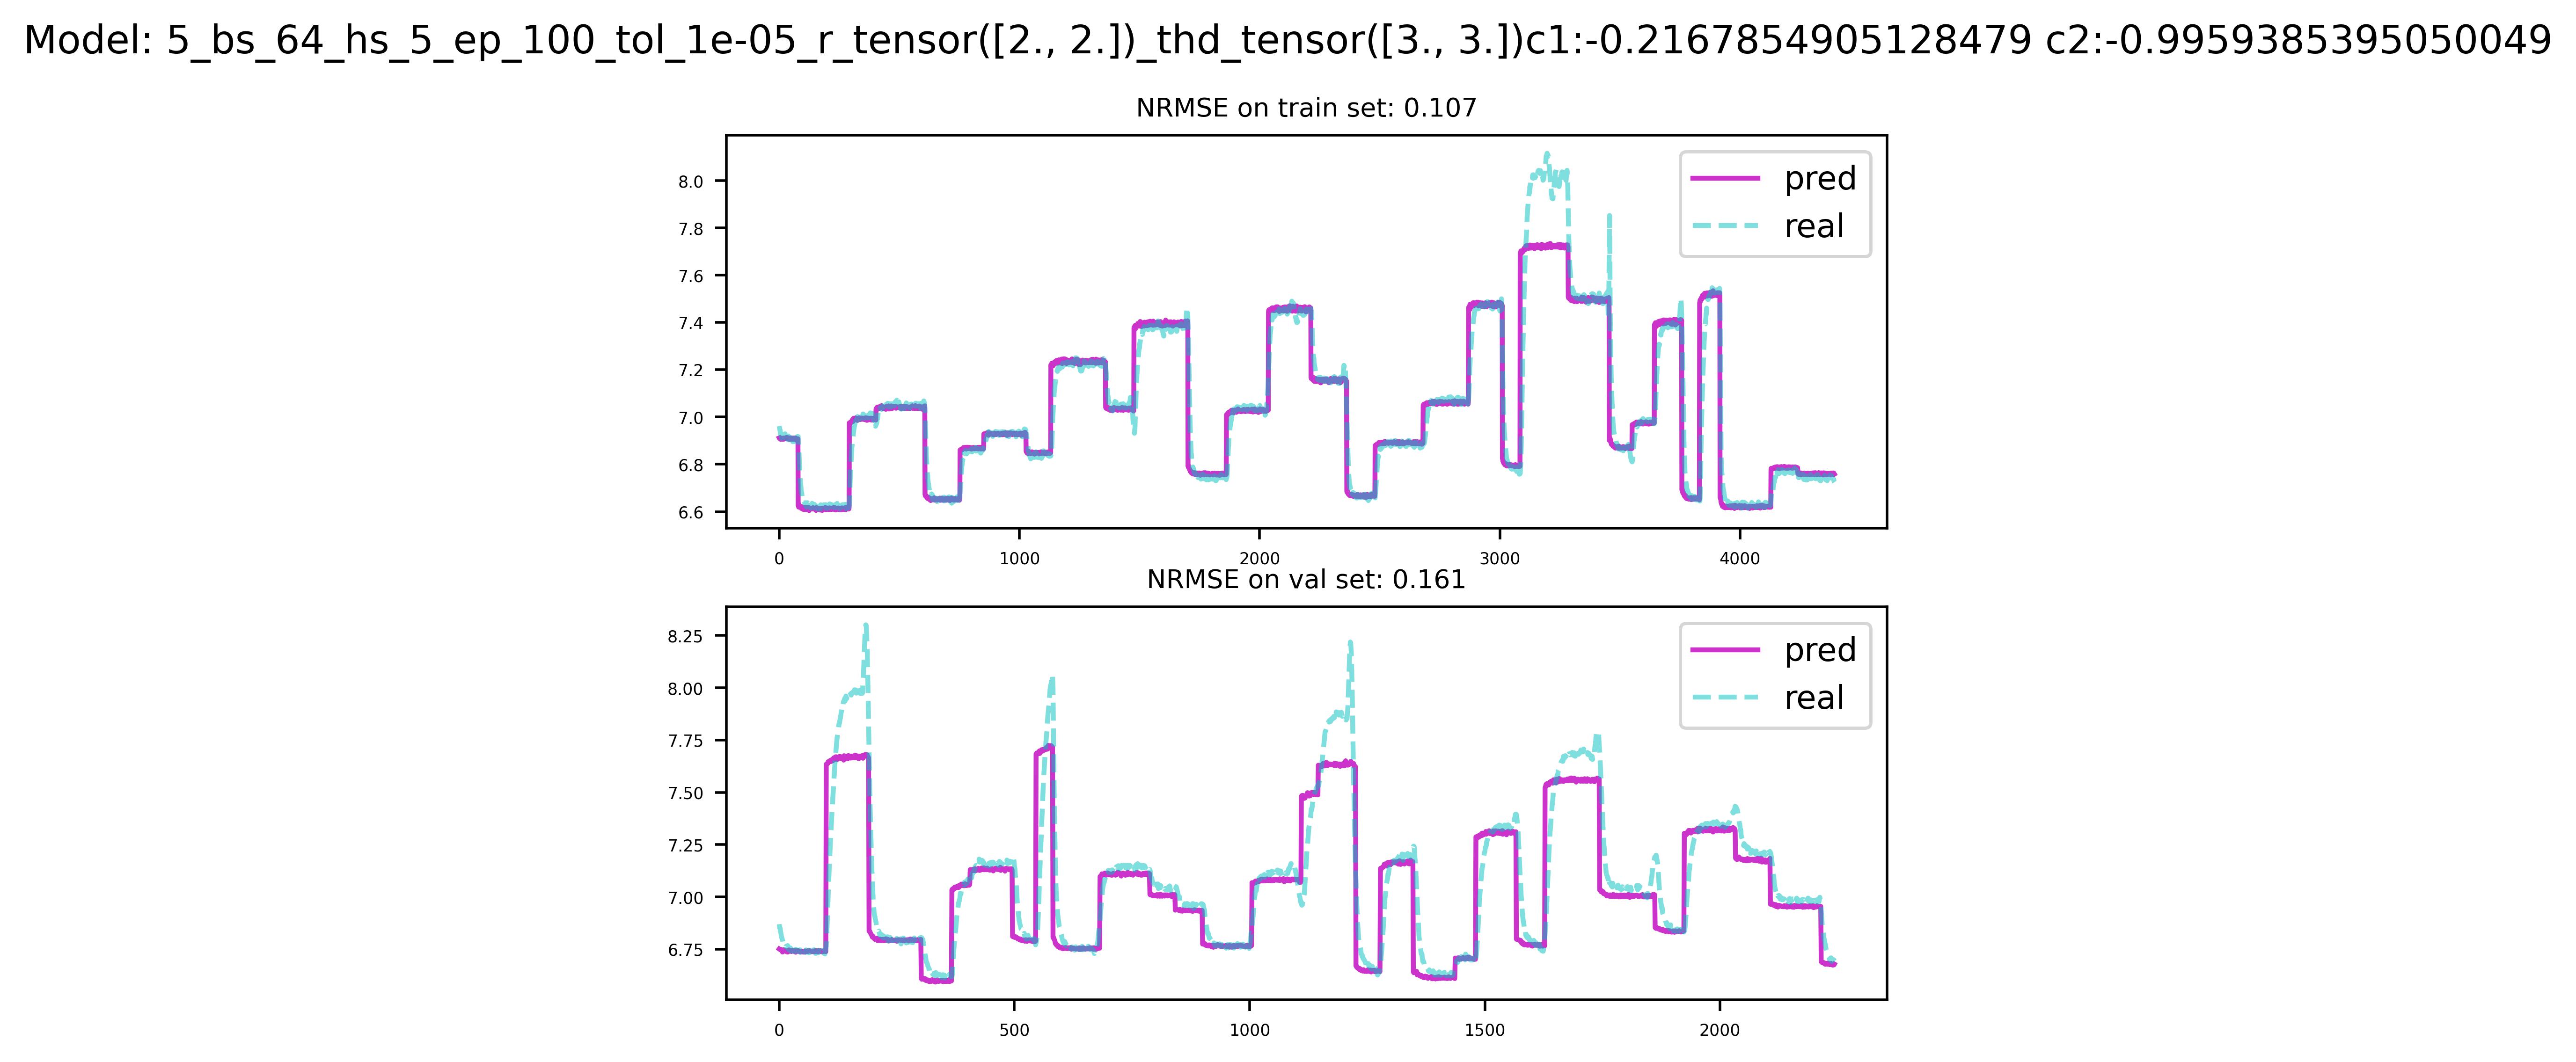 Model: 5_bs_64_hs_5_ep_100_tol_1e-05_r_tensor([2., 2.])_thd_tensor([3., 3.])c1:-0.2167854905128479 c2:-0.9959385395050049
NRMSE on train set: 0.107
8.0
7.8
7.6
7.4
7.2
7.0
6.8
6.6
pred
real
0 1000 2000 3000 4000
NRMSE on val set: 0.161
8.25
8.00
7.75
7.50
7.25
7.00
6.75
pred
real
0 500 1000 1500 2000